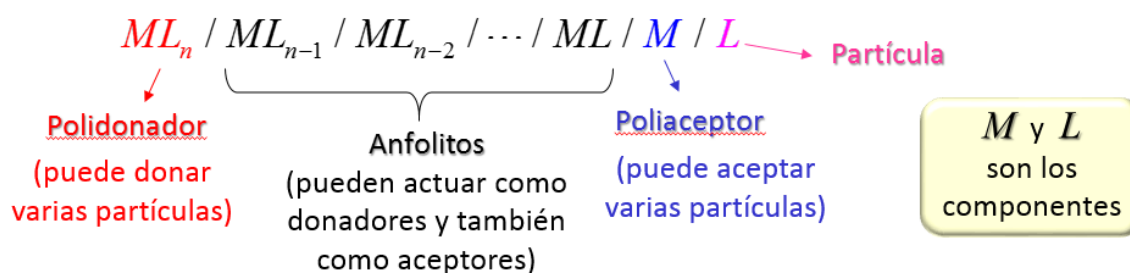 MLₙ / MLₙ₋₁ / MLₙ₋₂ / ··· / ML / M / L
Partícula
Polidonador
(puede donar
varias partículas)
Anfolitos
(pueden actuar como
donadores y también
como aceptores)
Poliaceptor
(puede aceptar
varias partículas)
M y L
son los
componentes